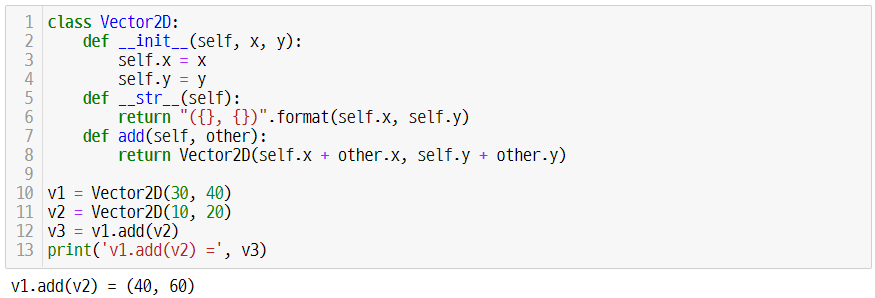 1 class Vector2D:
2     def __init__(self, x, y):
3         self.x = x
4         self.y = y
5     def __str__(self):
6         return "({}, {})".format(self.x, self.y)
7     def add(self, other):
8         return Vector2D(self.x + other.x, self.y + other.y)
9
10 v1 = Vector2D(30, 40)
11 v2 = Vector2D(10, 20)
12 v3 = v1.add(v2)
13 print('v1.add(v2) =', v3)
v1.add(v2) = (40, 60)